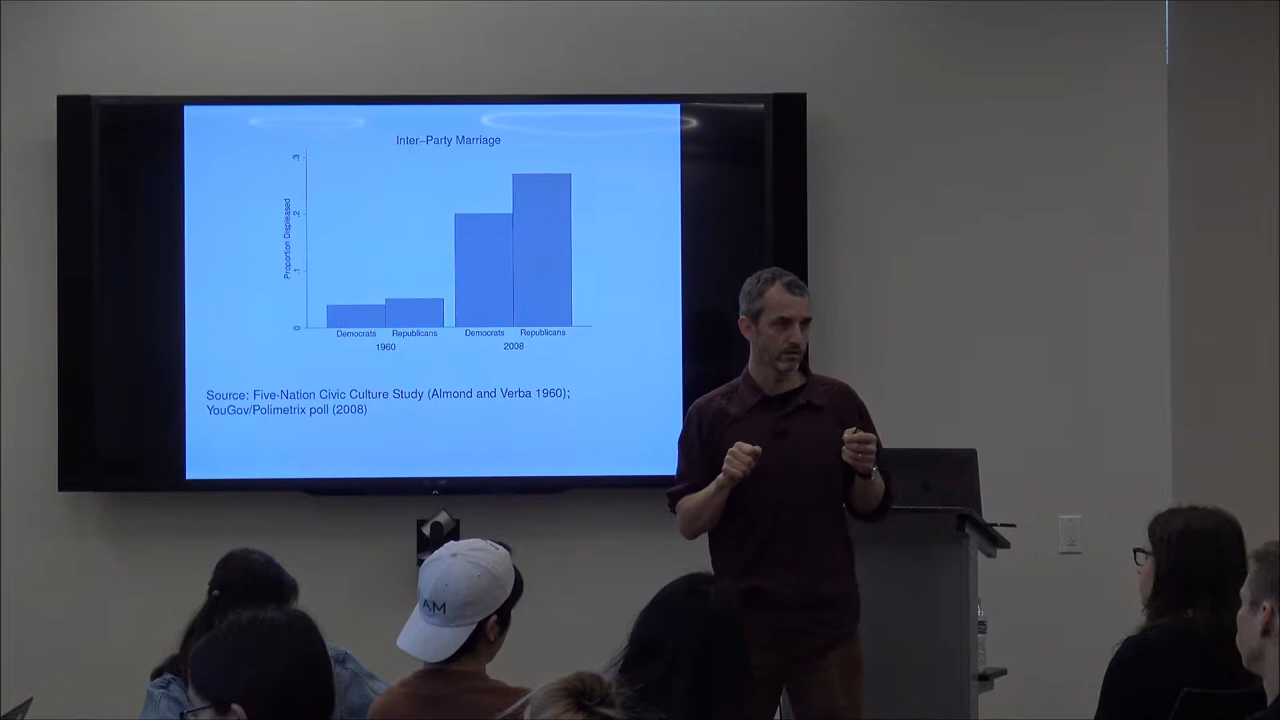 Inter-Party Marriage
Proportion Displeased
.3
.2
.1
0
Democrats Republicans Democrats Republicans
1960 2008
Source: Five-Nation Civic Culture Study (Almond and Verba 1960);
YouGov/Polimetrix poll (2008)
AM